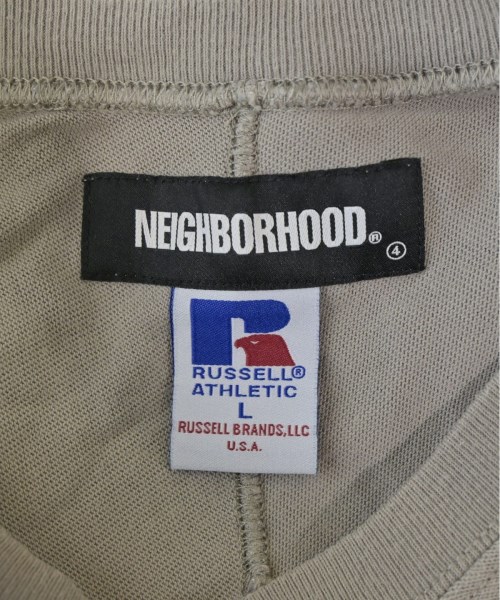 NEIGHBORHOOD® ④
RUSSELL®
ATHLETIC
L
RUSSELL BRANDS, LLC
U.S.A.